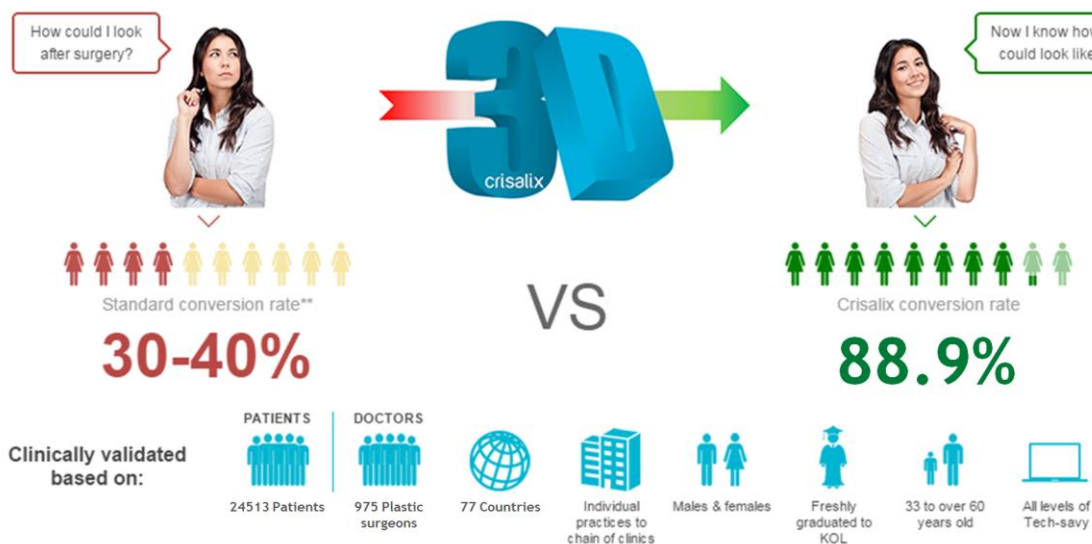 How could I look
after surgery?
3D
crisalix
Now I know how
could look like
Standard conversion rate**
30-40%
VS
Crisalix conversion rate
88.9%
Clinically validated
based on:
PATIENTS
24513 Patients
DOCTORS
975 Plastic
surgeons
77 Countries
Individual
practices to
chain of clinics
Males & females
Freshly
graduated to
KOL
33 to over 60
years old
All levels of
Tech-savy